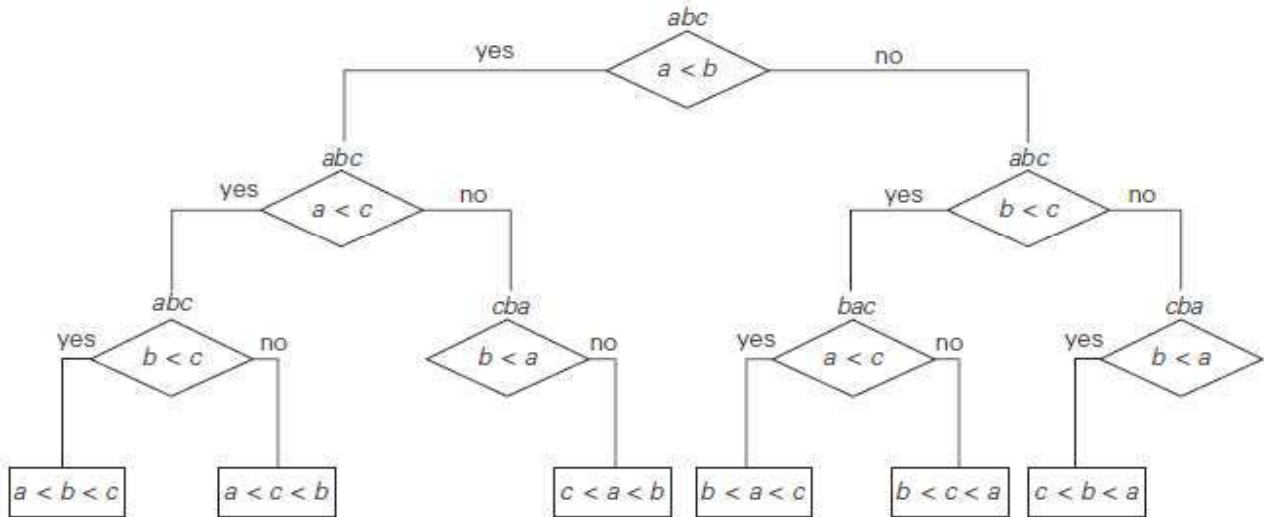 abc
yes
a < b
no
abc
abc
yes
a < c
no
yes
b < c
no
abc
cba
bac
cba
yes
b < c
no
b < a
no
yes
a < c
no
yes
b < a
a < b < c
a < c < b
c < a < b
b < a < c
b < c < a
c < b < a